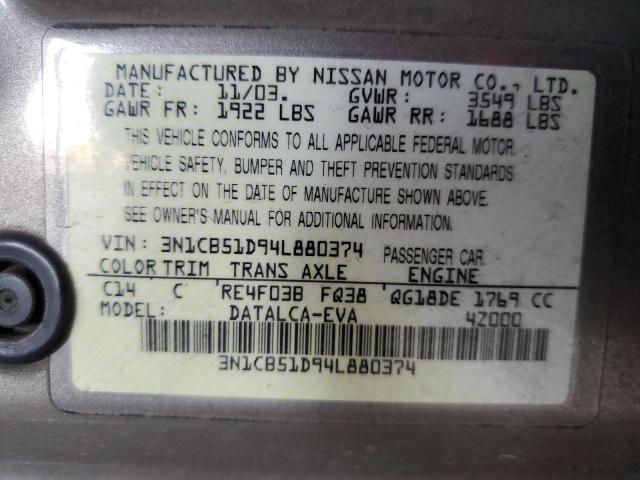 MANUFACTURED BY NISSAN MOTOR CO., LTD.
DATE: 11/03. GVWR: 3549 LBS
GAWR FR: 1922 LBS GAWR RR: 1688 LBS
THIS VEHICLE CONFORMS TO ALL APPLICABLE FEDERAL MOTOR
VEHICLE SAFETY, BUMPER AND THEFT PREVENTION STANDARDS
IN EFFECT ON THE DATE OF MANUFACTURE SHOWN ABOVE.
SEE OWNER'S MANUAL FOR ADDITIONAL INFORMATION.
VIN: 3N1CB51D94L880374 PASSENGER CAR
COLOR TRIM TRANS AXLE ENGINE
C14 C RE4F03B FQ38 QG18DE 1769 CC
MODEL: DATALCA-EVA 42000
3N1CB51D94L880374